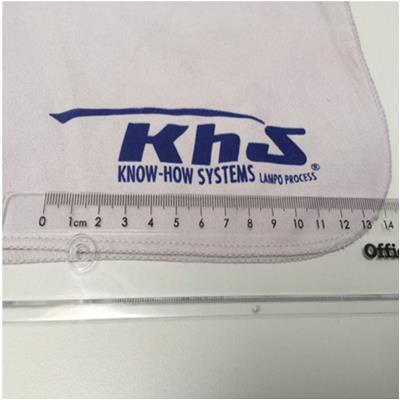 KhS®
KNOW-HOW SYSTEMS LAMPO PROCESS
0 1cm 2 3 4 5 6 7 8 9 10 11 12 13 14
Offic